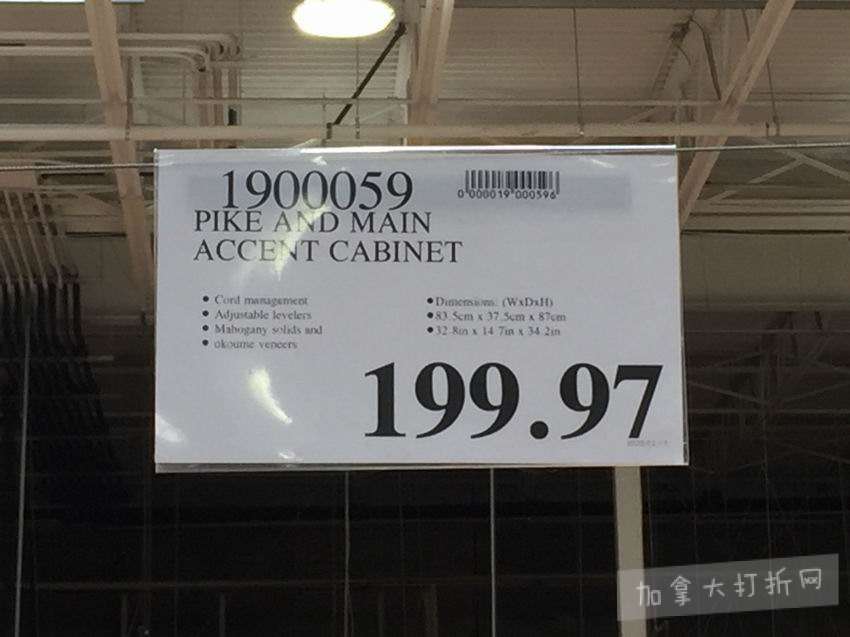 1900059
0 000019 000596
PIKE AND MAIN
ACCENT CABINET
• Cord management
• Adjustable levelers
• Mahogany solids and
• okoume veneers
• Dimensions: (WxDxH)
• 83.5cm x 37.5cm x 87cm
• 32.8in x 14.7in x 34.2in
199.97
加拿大打折网